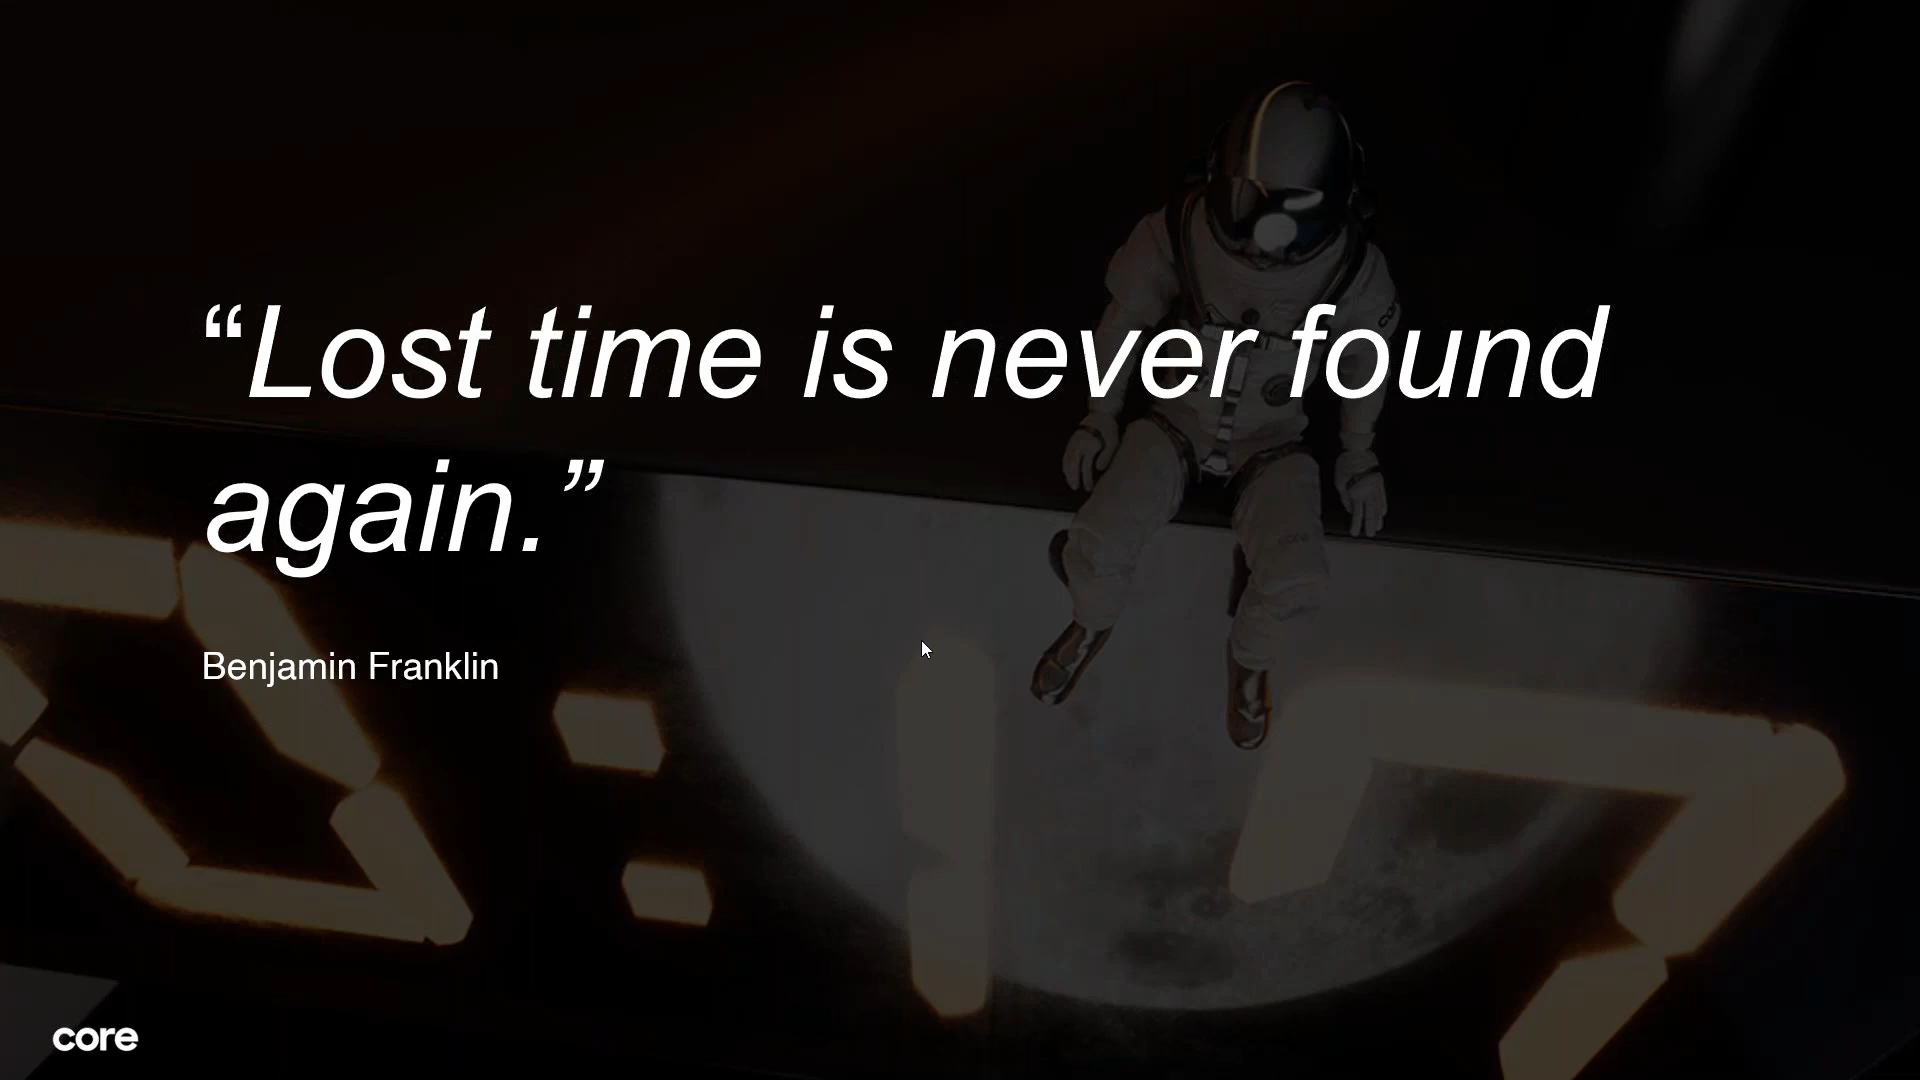 “Lost time is never found
again.”
Benjamin Franklin
core